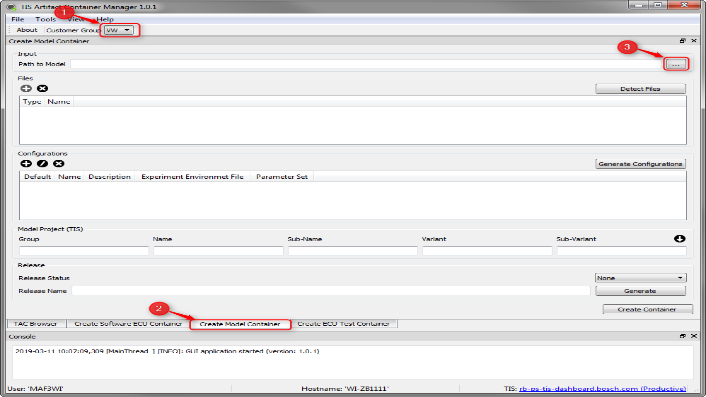 TIS Artifact Container Manager 1.0.1
File Tools View Help
1
About Customer Group VW
Create Model Container
Input
3
Path to Model ...
Files
Detect Files
Type Name
Configurations
Generate Configurations
Default Name Description Experiment Environmet File Parameter Set
Model Project (TIS)
Group Name Sub-Name Variant Sub-Variant
Release
Release Status None
Release Name Generate
2
Create Container
TAC Browser Create Software ECU Container Create Model Container Create ECU Test Container
Console
2019-03-11 10:07:09,309 [MainThread ] [INFO]: GUI application started (version: 1.0.1)
User: 'MAF3WI' Hostname: 'WI-ZB1111' TIS: rb-ps-tis-dashboard.bosch.com (Productive)